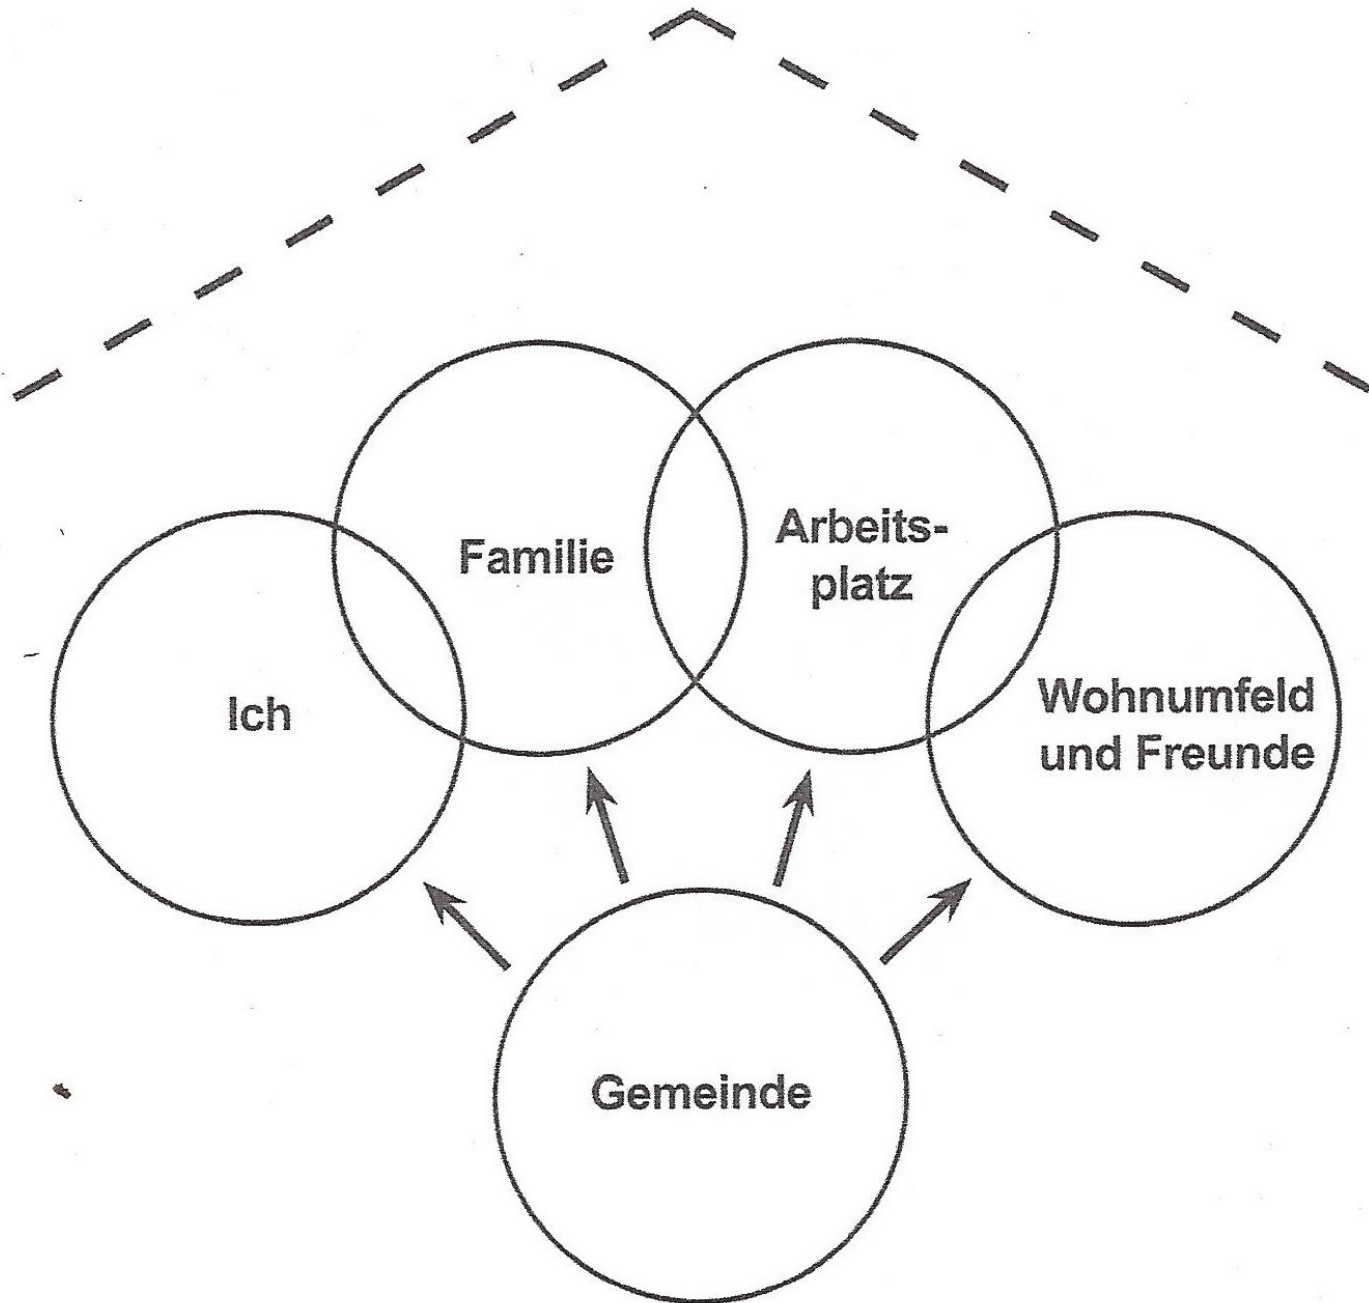 Familie
Arbeits-
platz
Ich
Wohnumfeld
und Freunde
Gemeinde